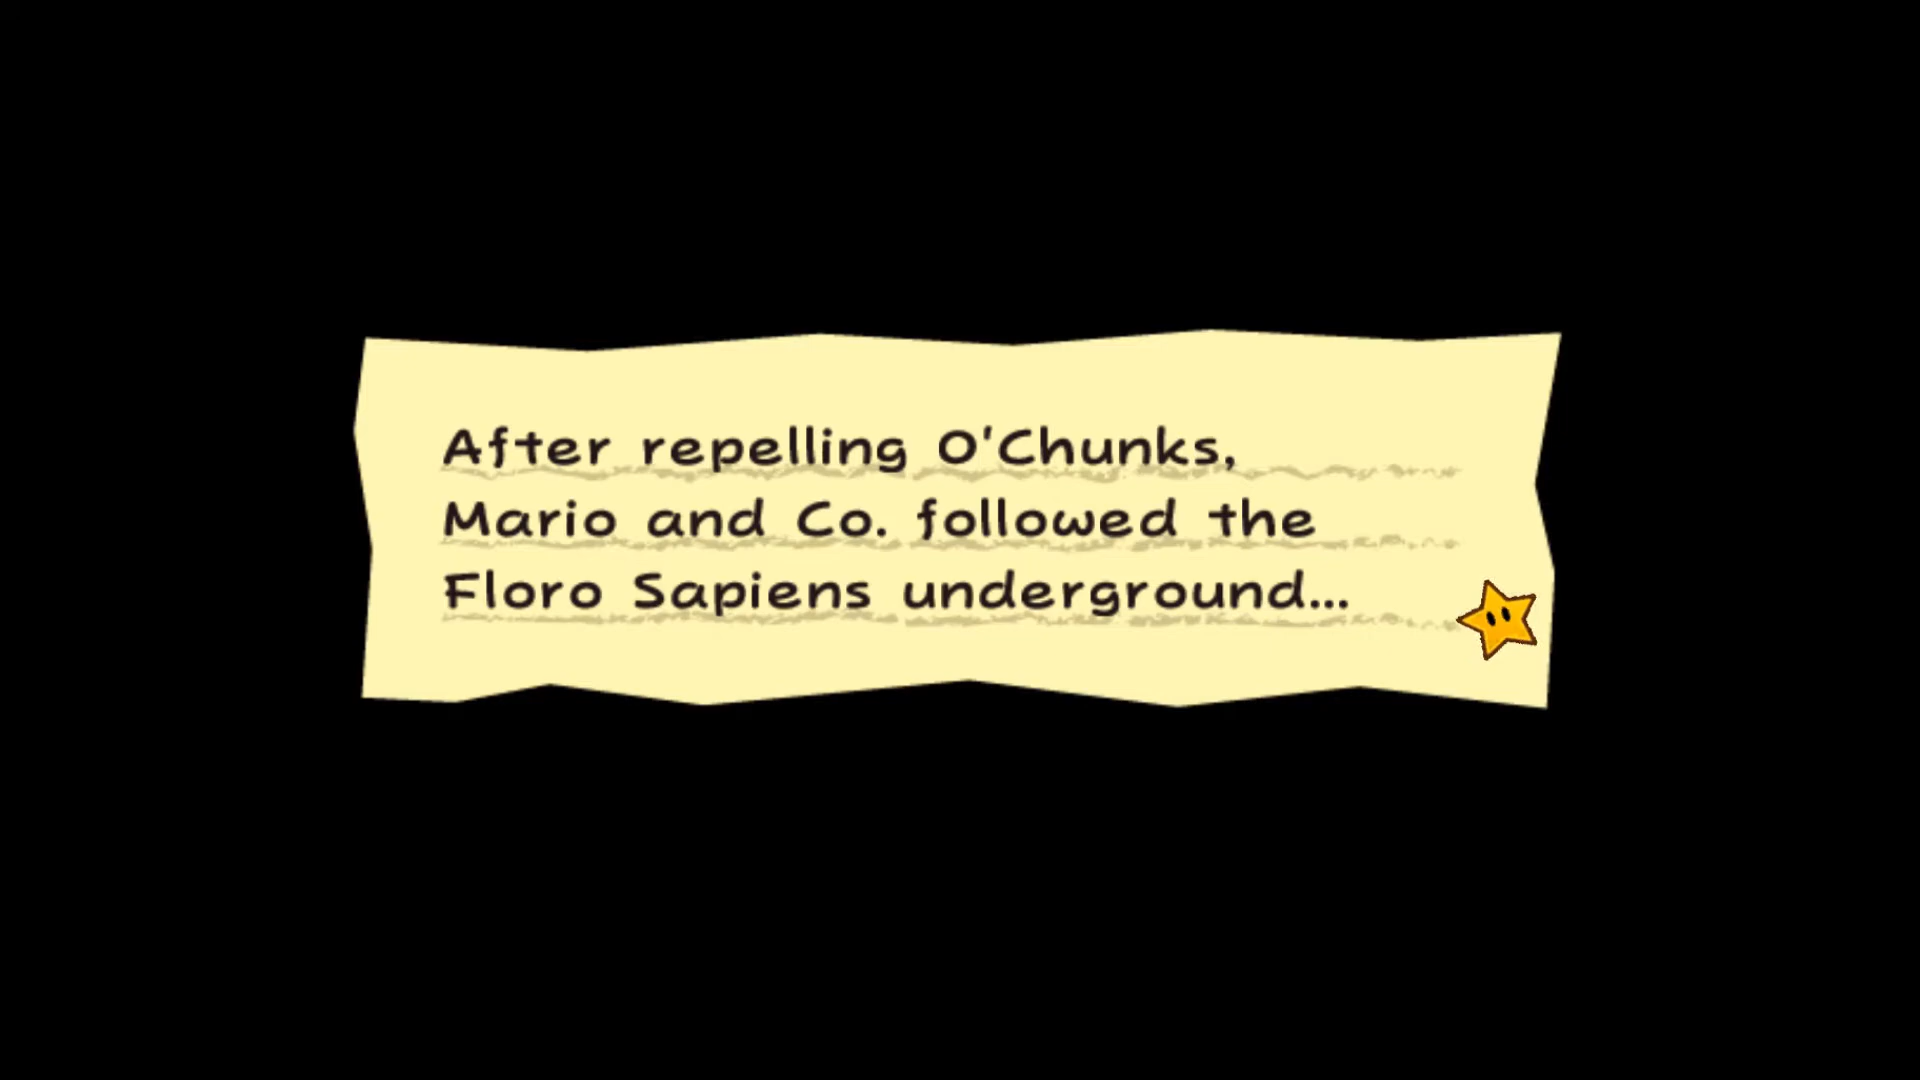 After repelling O'Chunks,
Mario and Co. followed the
Floro Sapiens underground...